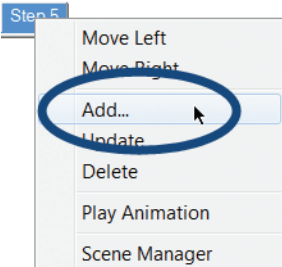 Step 5
Move Left
Move Right
Add...
Update
Delete
Play Animation
Scene Manager